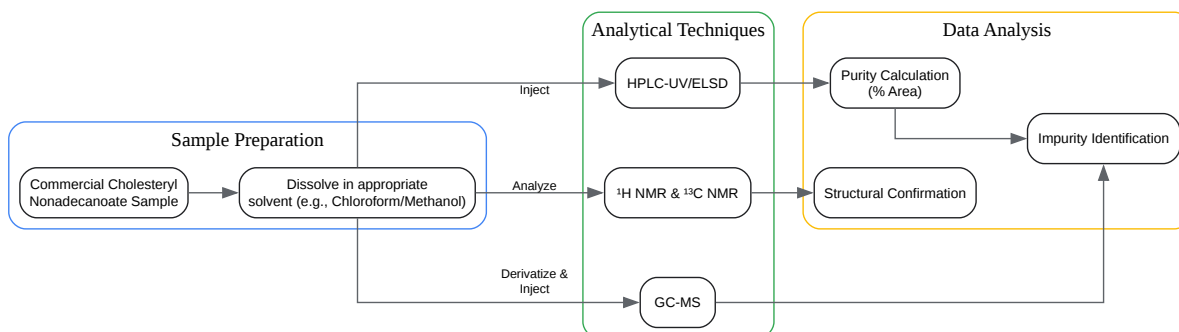 Analytical Techniques
Data Analysis
HPLC-UV/ELSD
Purity Calculation
(% Area)
Inject
Sample Preparation
Impurity Identification
Commercial Cholesteryl
Nonadecanoate Sample
Dissolve in appropriate
solvent (e.g., Chloroform/Methanol)
Analyze
¹H NMR & ¹³C NMR
Structural Confirmation
Derivatize &
Inject
GC-MS